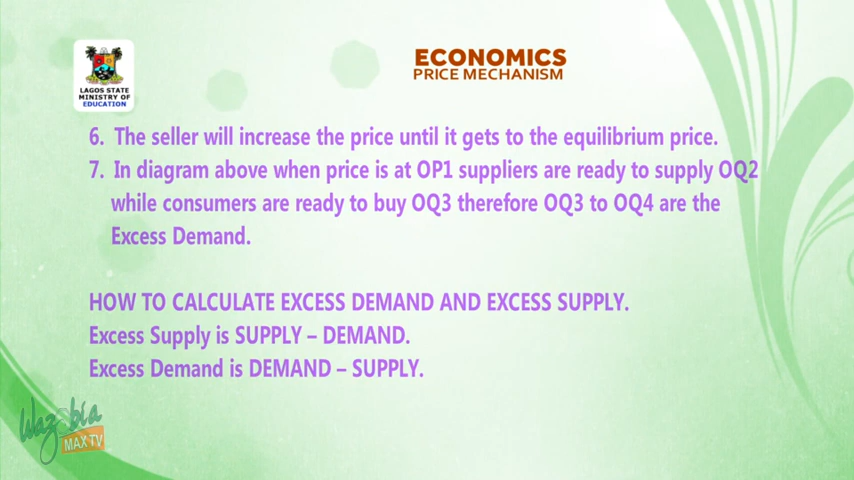 LAGOS STATE
MINISTRY OF
EDUCATION
ECONOMICS
PRICE MECHANISM
6. The seller will increase the price until it gets to the equilibrium price.
7. In diagram above when price is at OP1 suppliers are ready to supply OQ2
while consumers are ready to buy OQ3 therefore OQ3 to OQ4 are the
Excess Demand.
HOW TO CALCULATE EXCESS DEMAND AND EXCESS SUPPLY.
Excess Supply is SUPPLY – DEMAND.
Excess Demand is DEMAND – SUPPLY.
Wazobia
MAX TV